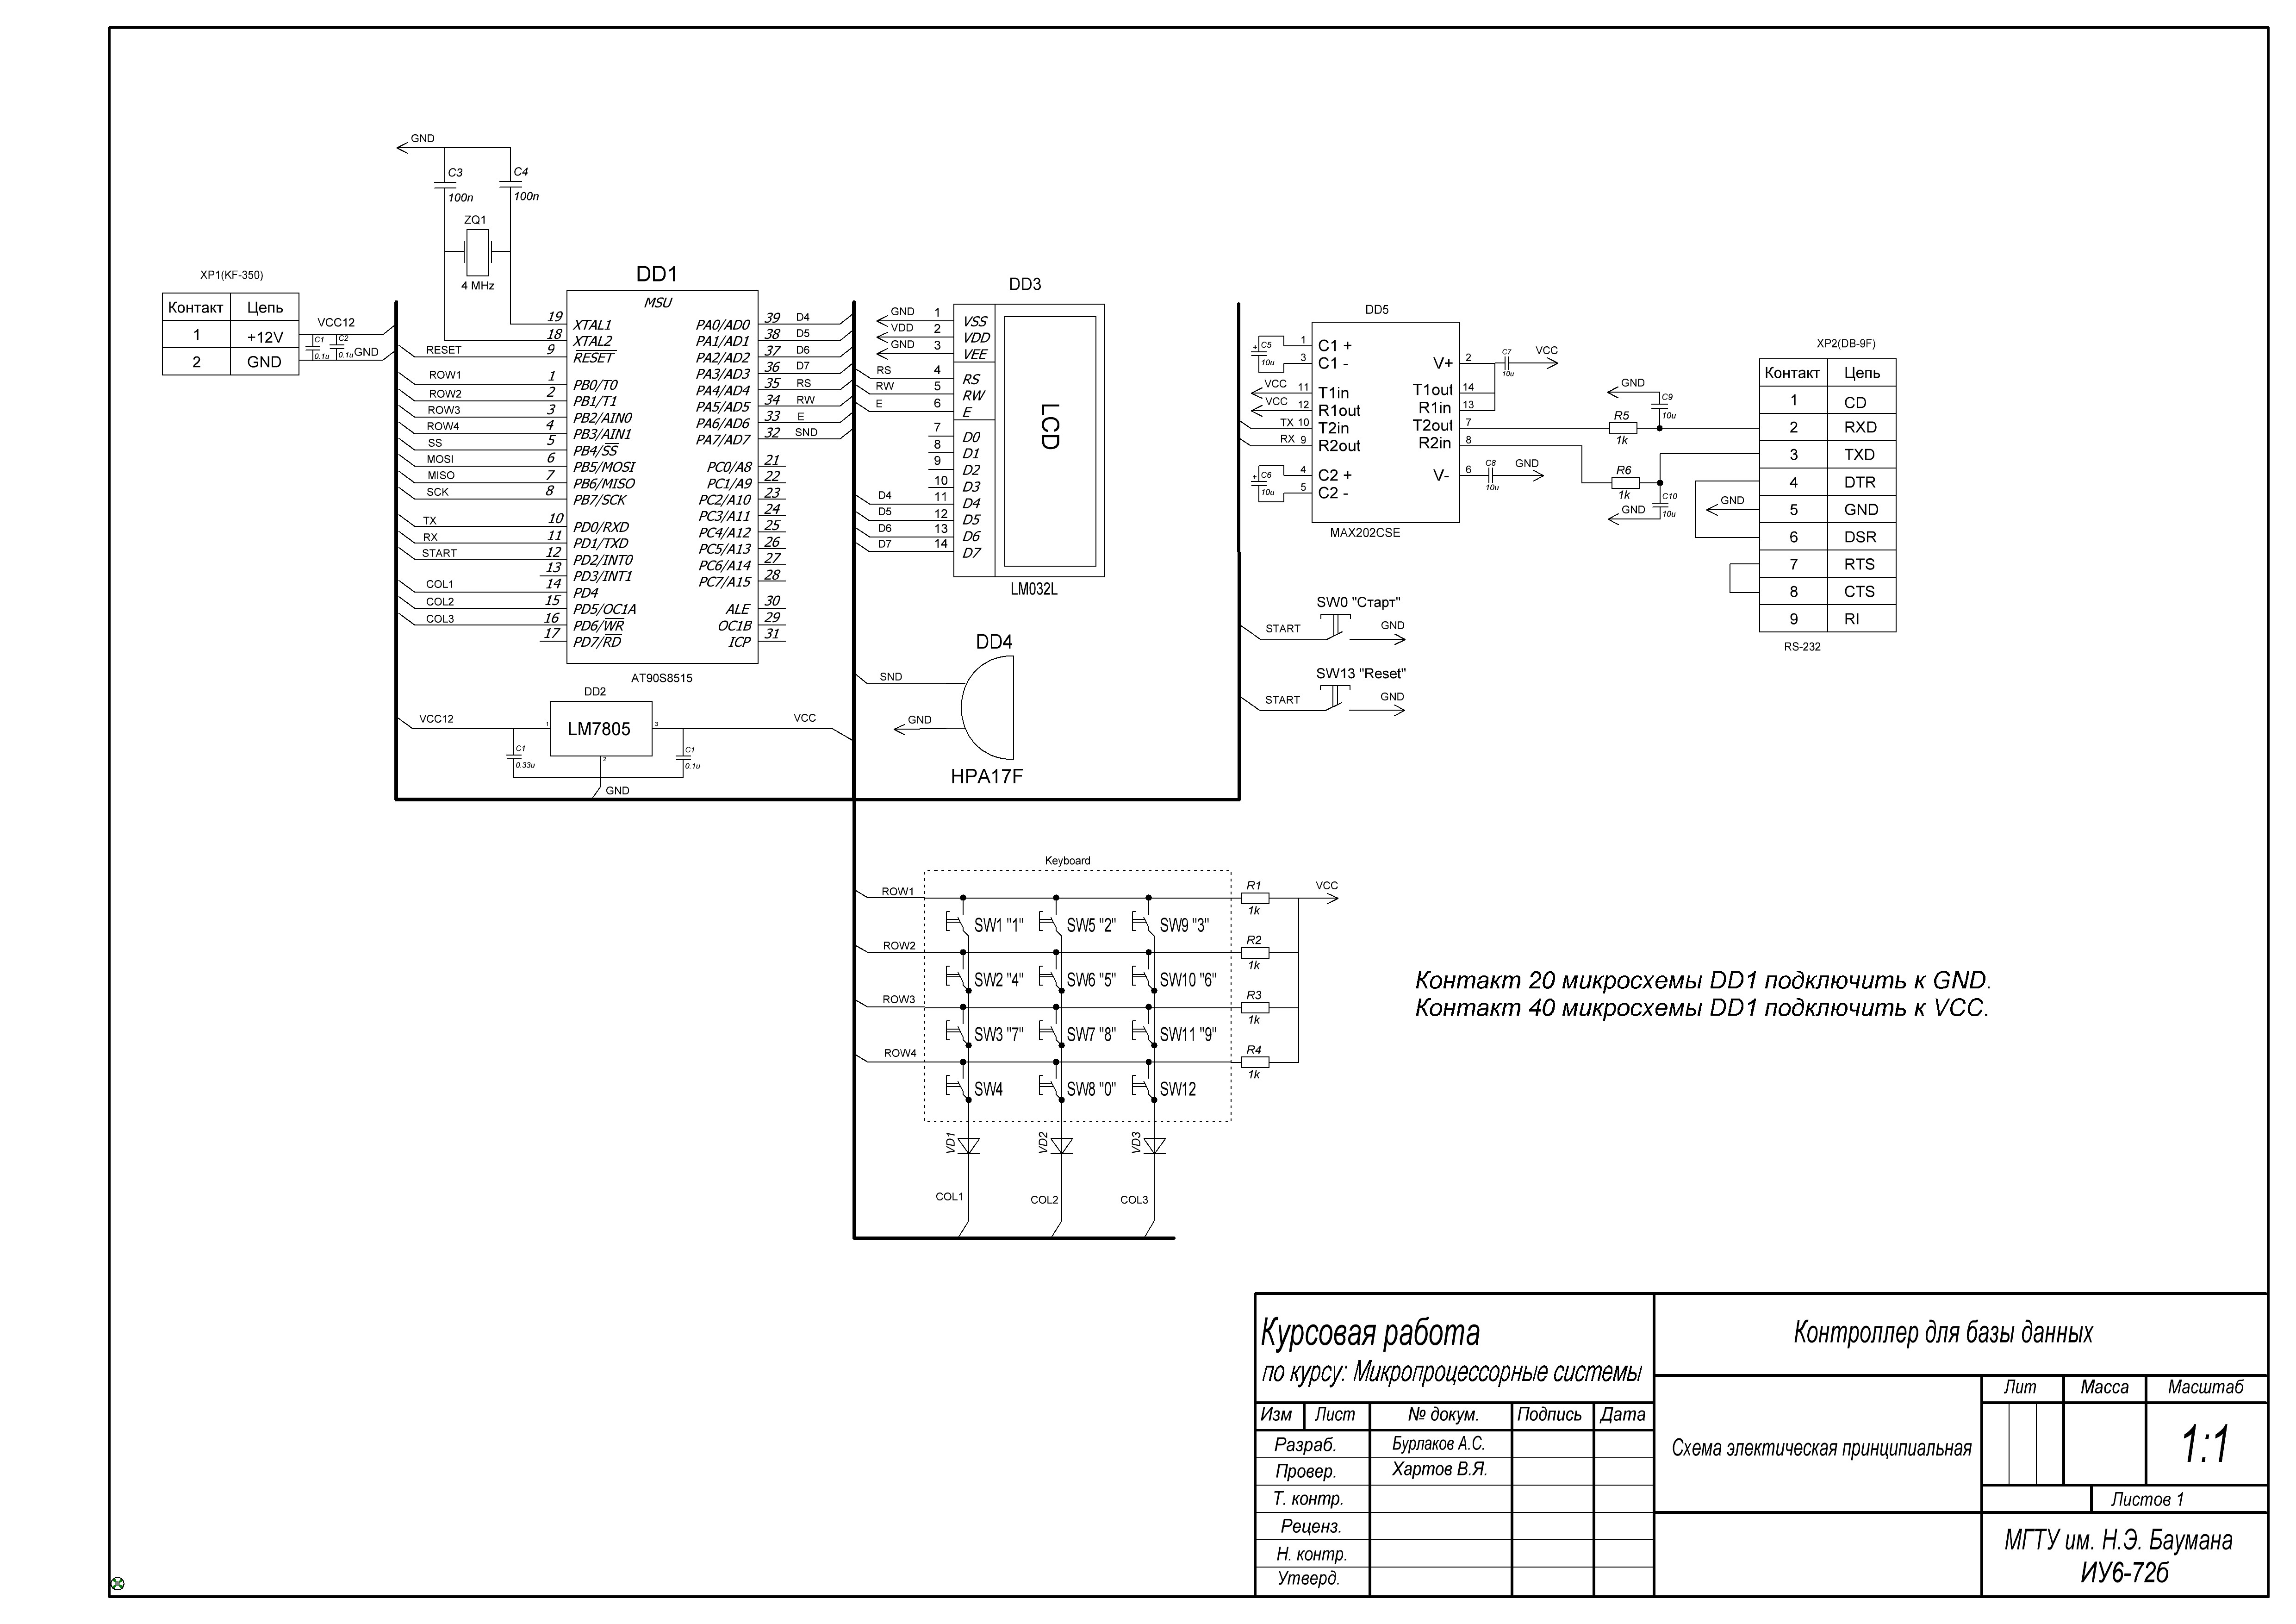 GND
C3
100n
C4
100n
ZQ1
4 MHz
XP1(KF-350)
Контакт Цепь
1 +12V
2 GND
VCC12
C1
0.1u
C2
0.1u
GND
RESET
ROW1
ROW2
ROW3
ROW4
SS
MOSI
MISO
SCK
TX
RX
START
COL1
COL2
COL3
DD1
MSU
19 XTAL1
18 XTAL2
9 RESET
1 PB0/T0
2 PB1/T1
3 PB2/AIN0
4 PB3/AIN1
5 PB4/SS
6 PB5/MOSI
7 PB6/MISO
8 PB7/SCK
10 PD0/RXD
11 PD1/TXD
12 PD2/INT0
13 PD3/INT1
14 PD4
15 PD5/OC1A
16 PD6/WR
17 PD7/RD
PA0/AD0 39 D4
PA1/AD1 38 D5
PA2/AD2 37 D6
PA3/AD3 36 D7
PA4/AD4 35 RS
PA5/AD5 34 RW
PA6/AD6 33 E
PA7/AD7 32 SND
PC0/A8 21
PC1/A9 22
PC2/A10 23
PC3/A11 24
PC4/A12 25
PC5/A13 26
PC6/A14 27
PC7/A15 28
ALE 30
OC1B 29
ICP 31
AT90S8515
DD2
VCC12
1 LM7805 3
2
VCC
C1
0.33u
C1
0.1u
GND
DD3
GND 1 VSS
VDD 2 VDD
GND 3 VEE
RS 4 RS
RW 5 RW
E 6 E
7 D0
8 D1
9 D2
10 D3
D4 11 D4
D5 12 D5
D6 13 D6
D7 14 D7
LCD
LM032L
DD4
SND
GND
HPA17F
DD5
+ C5
10u
1 C1 +
3 C1 -
VCC 11 T1in
VCC 12 R1out
TX 10 T2in
RX 9 R2out
+ C6
10u
4 C2 +
5 C2 -
V+ 2
T1out 14
R1in 13
T2out 7
R2in 8
V- 6
C7
10u
VCC
C8
10u
GND
MAX202CSE
GND
C9
10u
R5
1k
R6
1k
C10
10u
GND
GND
XP2(DB-9F)
Контакт Цепь
1 CD
2 RXD
3 TXD
4 DTR
5 GND
6 DSR
7 RTS
8 CTS
9 RI
RS-232
SW0 "Старт"
START GND
SW13 "Reset"
START GND
Keyboard
ROW1
R1
1k
VCC
SW1 "1" SW5 "2" SW9 "3"
ROW2
R2
1k
SW2 "4" SW6 "5" SW10 "6"
ROW3
R3
1k
SW3 "7" SW7 "8" SW11 "9"
ROW4
R4
1k
SW4 SW8 "0" SW12
VD1 VD2 VD3
COL1 COL2 COL3
Контакт 20 микросхемы DD1 подключить к GND.
Контакт 40 микросхемы DD1 подключить к VCC.
Курсовая работа
по курсу: Микропроцессорные системы
Контроллер для базы данных
Изм Лист № докум. Подпись Дата
Разраб. Бурлаков А.С.
Провер. Хартов В.Я.
Т. контр.
Реценз.
Н. контр.
Утверд.
Схема электическая принципиальная
Лит Масса Масштаб
1:1
Листов 1
МГТУ им. Н.Э. Баумана
ИУ6-72б